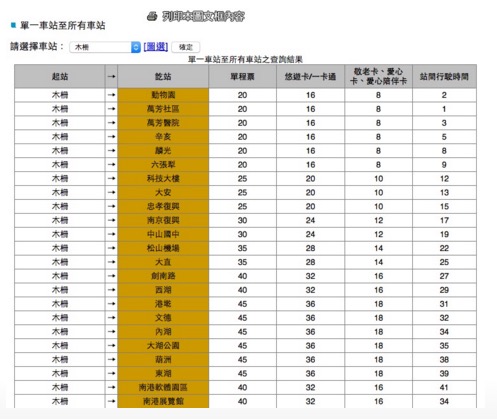 列印本圖文框內容
單一車站至所有車站
請選擇車站： 木柵 [圖選] 確定
單一車站至所有車站之查詢結果
起站 → 訖站 單程票 悠遊卡/一卡通 敬老卡、愛心卡、愛心陪伴卡 站間行駛時間
木柵 → 動物園 20 16 8 2
木柵 → 萬芳社區 20 16 8 1
木柵 → 萬芳醫院 20 16 8 3
木柵 → 辛亥 20 16 8 5
木柵 → 麟光 20 16 8 8
木柵 → 六張犁 20 16 8 9
木柵 → 科技大樓 25 20 10 12
木柵 → 大安 25 20 10 13
木柵 → 忠孝復興 25 20 10 15
木柵 → 南京復興 30 24 12 17
木柵 → 中山國中 30 24 12 19
木柵 → 松山機場 35 28 14 22
木柵 → 大直 35 28 14 25
木柵 → 劍南路 40 32 16 27
木柵 → 西湖 40 32 16 29
木柵 → 港墘 45 36 18 31
木柵 → 文德 45 36 18 32
木柵 → 內湖 45 36 18 34
木柵 → 大湖公園 45 36 18 35
木柵 → 葫洲 45 36 18 38
木柵 → 東湖 45 36 18 39
木柵 → 南港軟體園區 40 32 16 41
木柵 → 南港展覽館 40 32 16 34